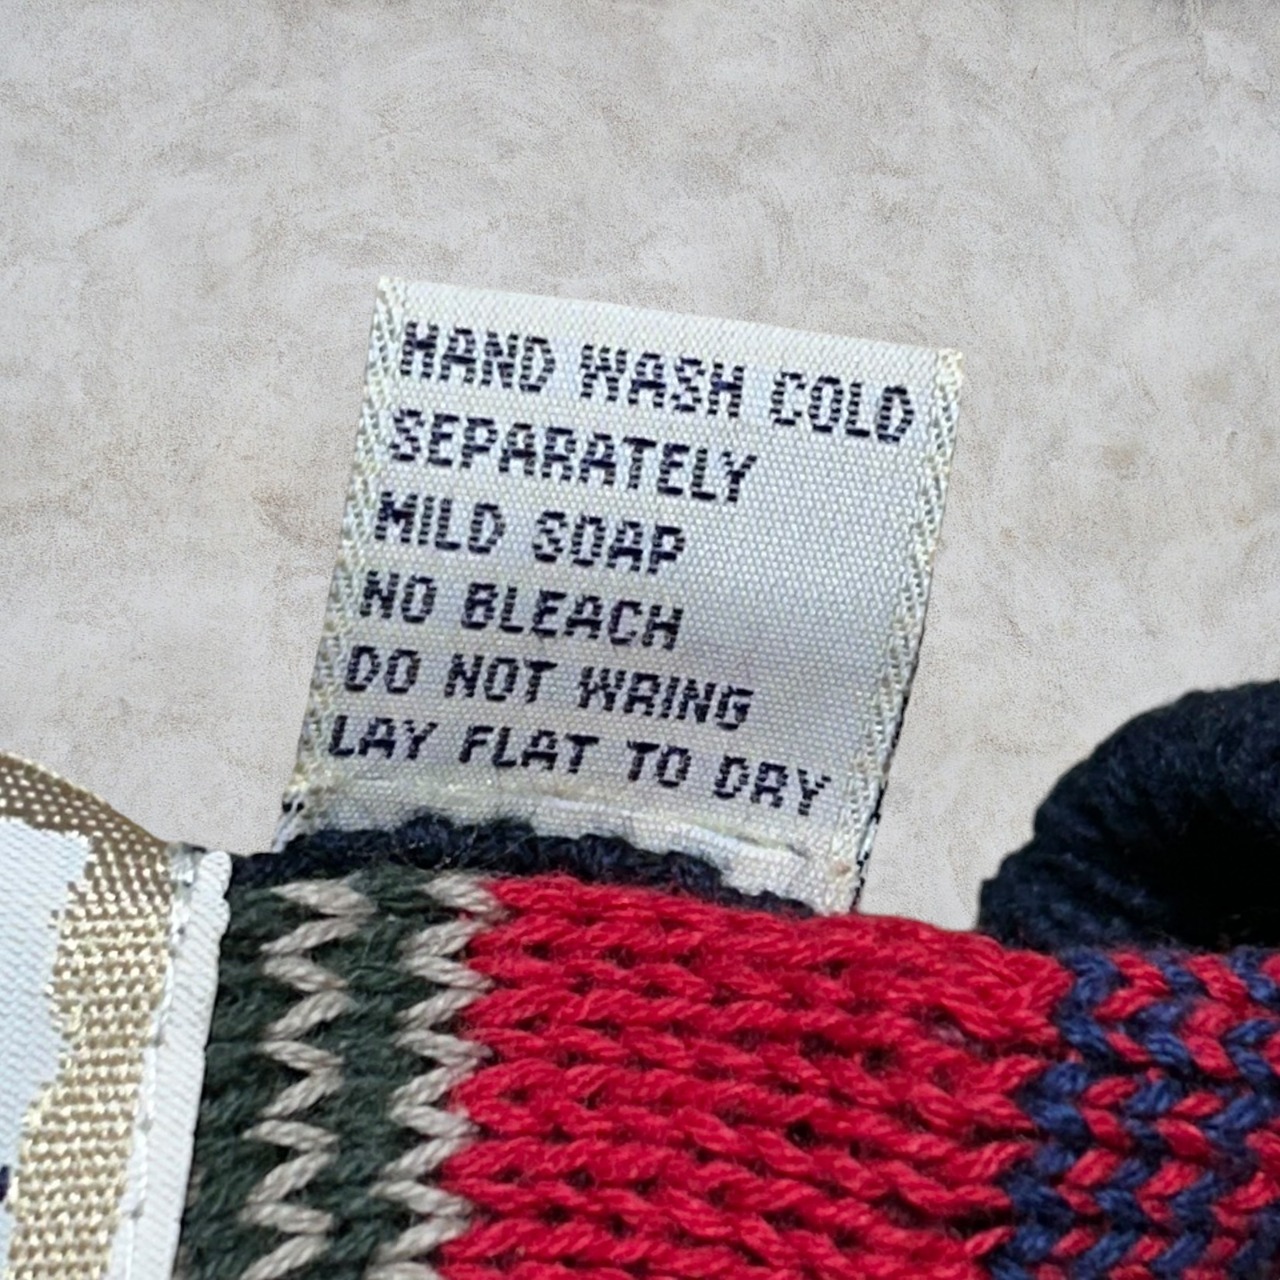 HAND WASH COLD
SEPARATELY
MILD SOAP
NO BLEACH
DO NOT WRING
LAY FLAT TO DRY